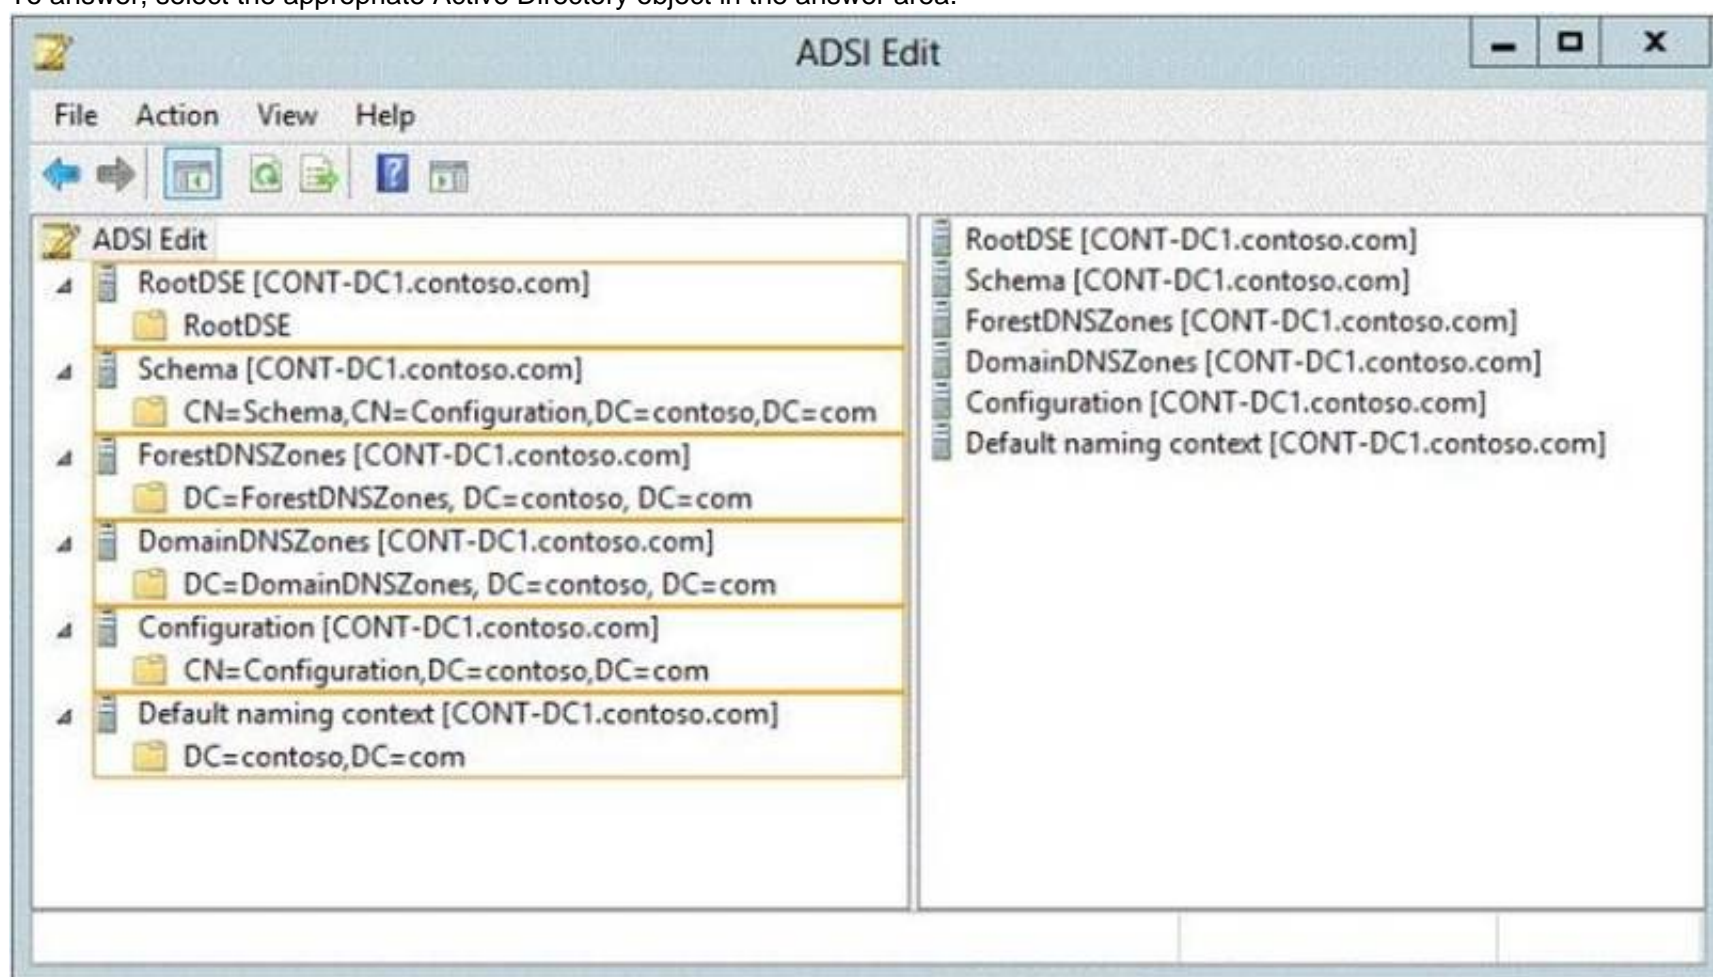 To answer, select the appropriate Active Directory object in the answer area.
ADSI Edit
File Action View Help
ADSI Edit
RootDSE [CONT-DC1.contoso.com]
RootDSE
Schema [CONT-DC1.contoso.com]
CN=Schema,CN=Configuration,DC=contoso,DC=com
ForestDNSZones [CONT-DC1.contoso.com]
DC=ForestDNSZones, DC=contoso, DC=com
DomainDNSZones [CONT-DC1.contoso.com]
DC=DomainDNSZones, DC=contoso, DC=com
Configuration [CONT-DC1.contoso.com]
CN=Configuration,DC=contoso,DC=com
Default naming context [CONT-DC1.contoso.com]
DC=contoso,DC=com
RootDSE [CONT-DC1.contoso.com]
Schema [CONT-DC1.contoso.com]
ForestDNSZones [CONT-DC1.contoso.com]
DomainDNSZones [CONT-DC1.contoso.com]
Configuration [CONT-DC1.contoso.com]
Default naming context [CONT-DC1.contoso.com]